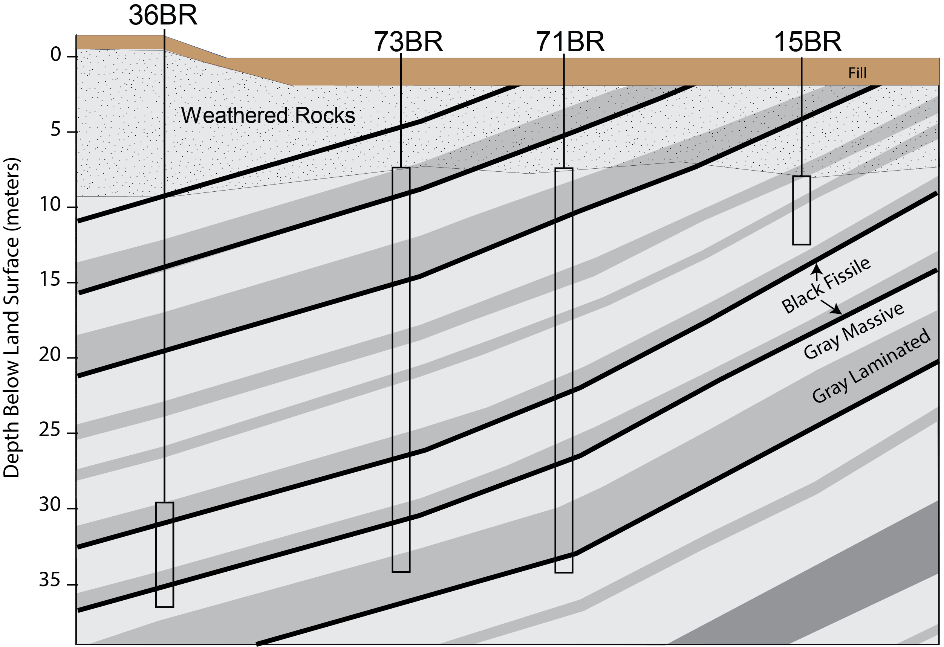 36BR
73BR
71BR
15BR
0
Fill
Weathered Rocks
5
10
15
20
25
30
35
Depth Below Land Surface (meters)
Black Fissile
Gray Massive
Gray Laminated